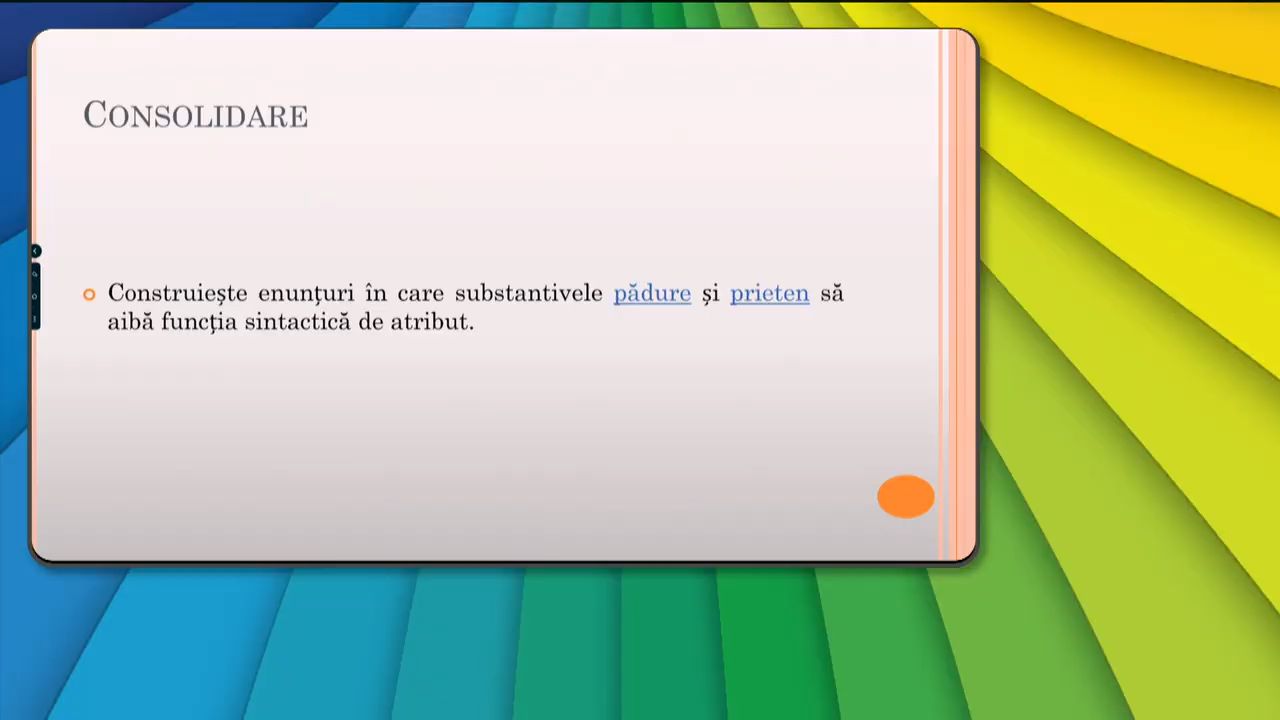 CONSOLIDARE
Construiește enunțuri în care substantivele pădure și prieten să
aibă funcția sintactică de atribut.